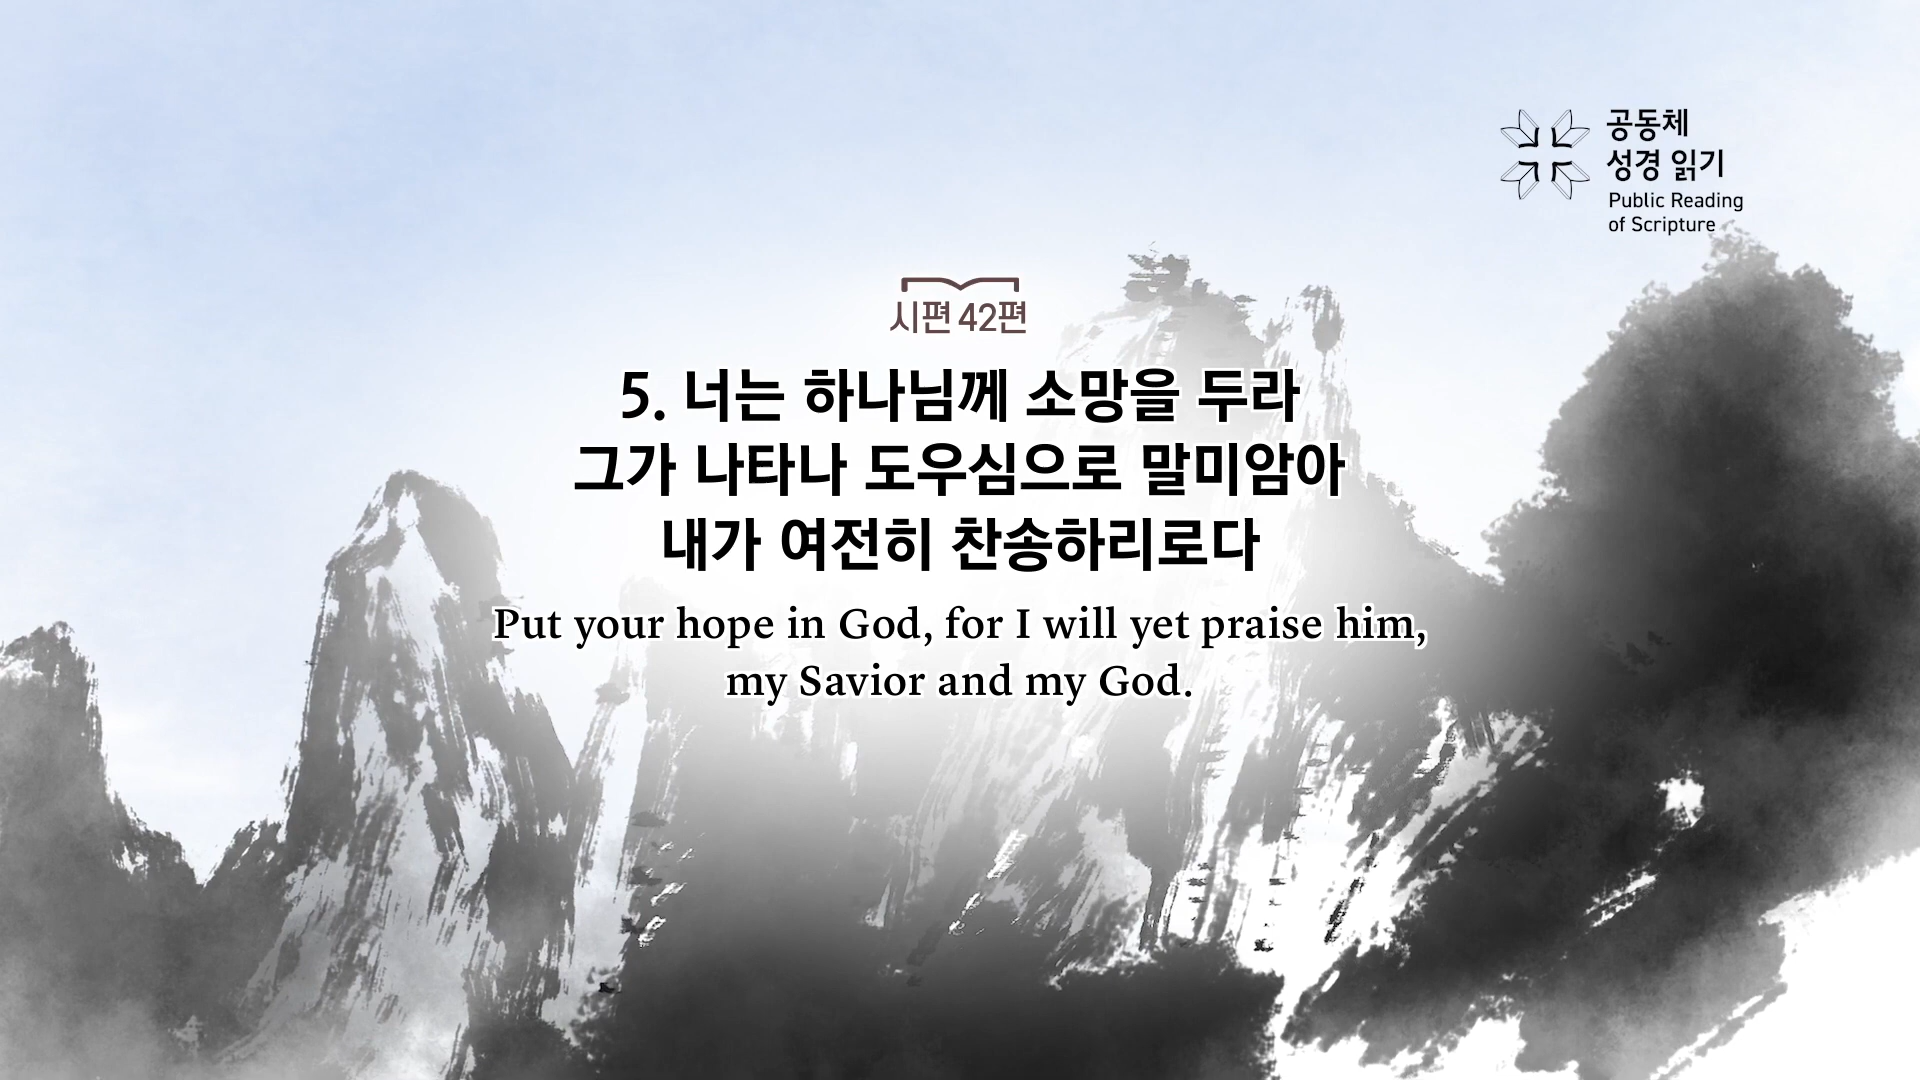 공동체
성경 읽기
Public Reading
of Scripture
시편 42편
5. 너는 하나님께 소망을 두라
그가 나타나 도우심으로 말미암아
내가 여전히 찬송하리로다
Put your hope in God, for I will yet praise him,
my Savior and my God.